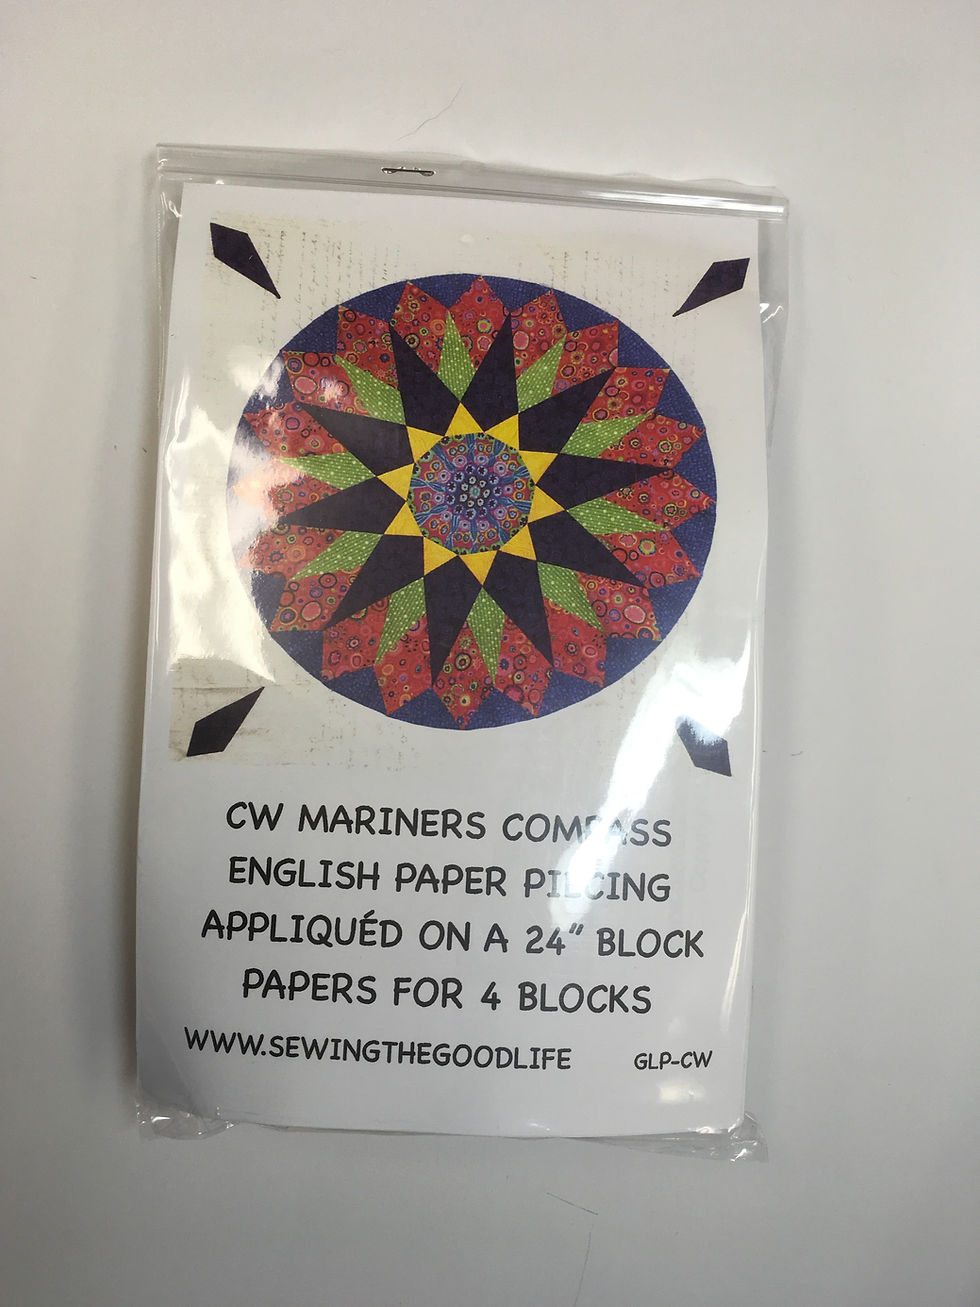 CW MARINERS COMPASS
ENGLISH PAPER PIECING
APPLIQUÉD ON A 24" BLOCK
PAPERS FOR 4 BLOCKS
WWW.SEWINGTHEGOODLIFE GLP-CW